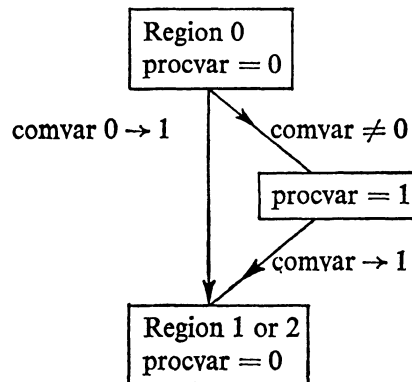 Region 0
procvar = 0
comvar 0 → 1
comvar ≠ 0
procvar = 1
comvar → 1
Region 1 or 2
procvar = 0